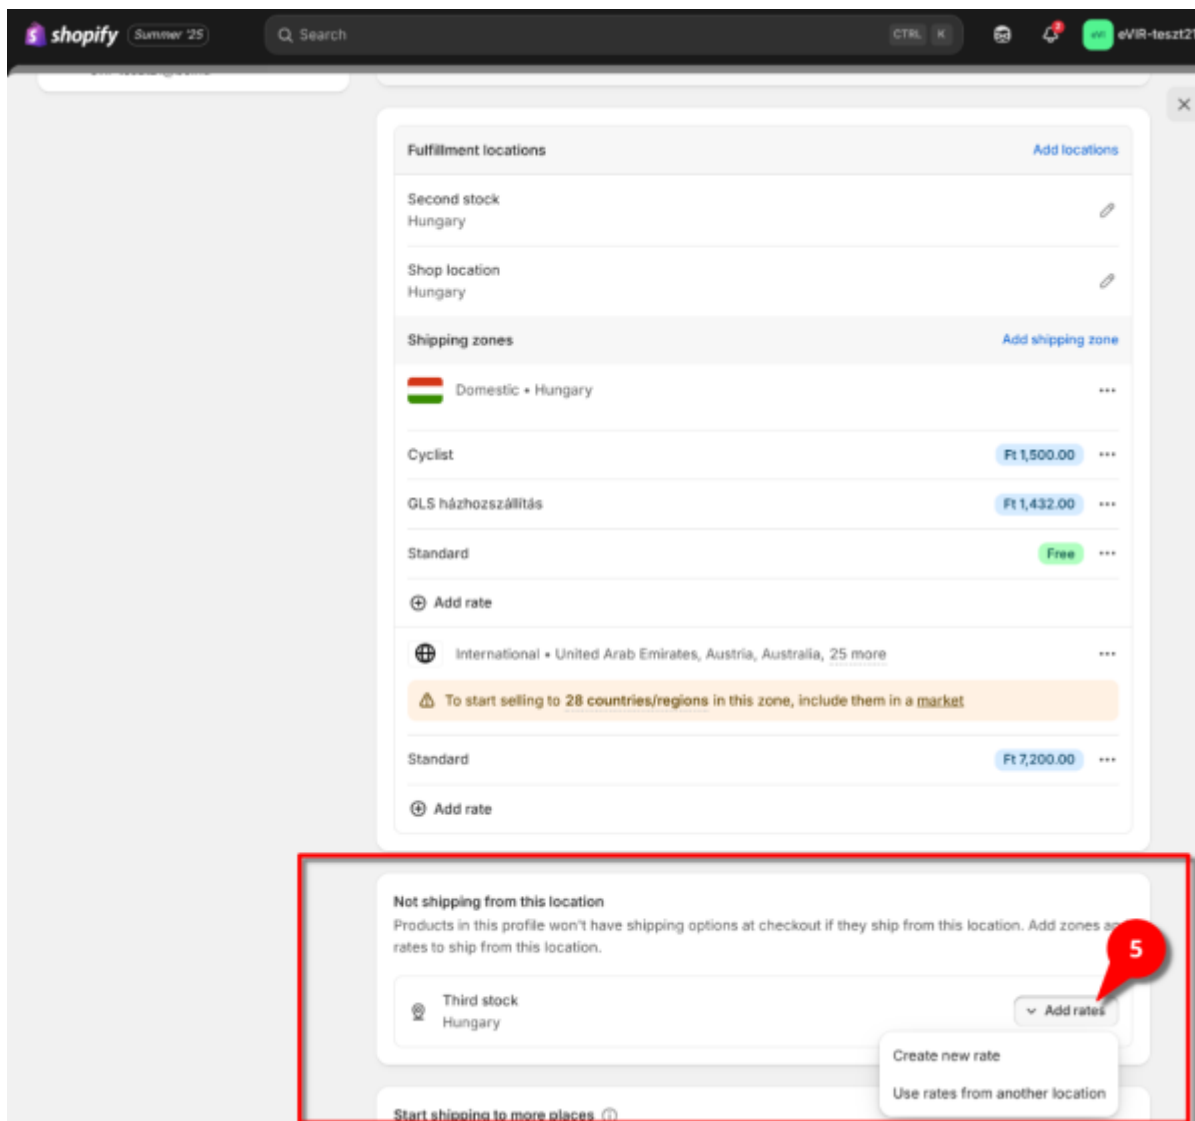 shopify Summer '25 Search CTRL K 2 eVI eVIR-teszt21
Fulfillment locations Add locations
Second stock
Hungary
Shop location
Hungary
Shipping zones Add shipping zone
Domestic • Hungary
Cyclist Ft 1,500.00
GLS házhozszállítás Ft 1,432.00
Standard Free
Add rate
International • United Arab Emirates, Austria, Australia, 25 more
To start selling to 28 countries/regions in this zone, include them in a market
Standard Ft 7,200.00
Add rate
Not shipping from this location
Products in this profile won't have shipping options at checkout if they ship from this location. Add zones
rates to ship from this location.
5
Third stock
Hungary
Add rates
Create new rate
Use rates from another location
Start shipping to more places